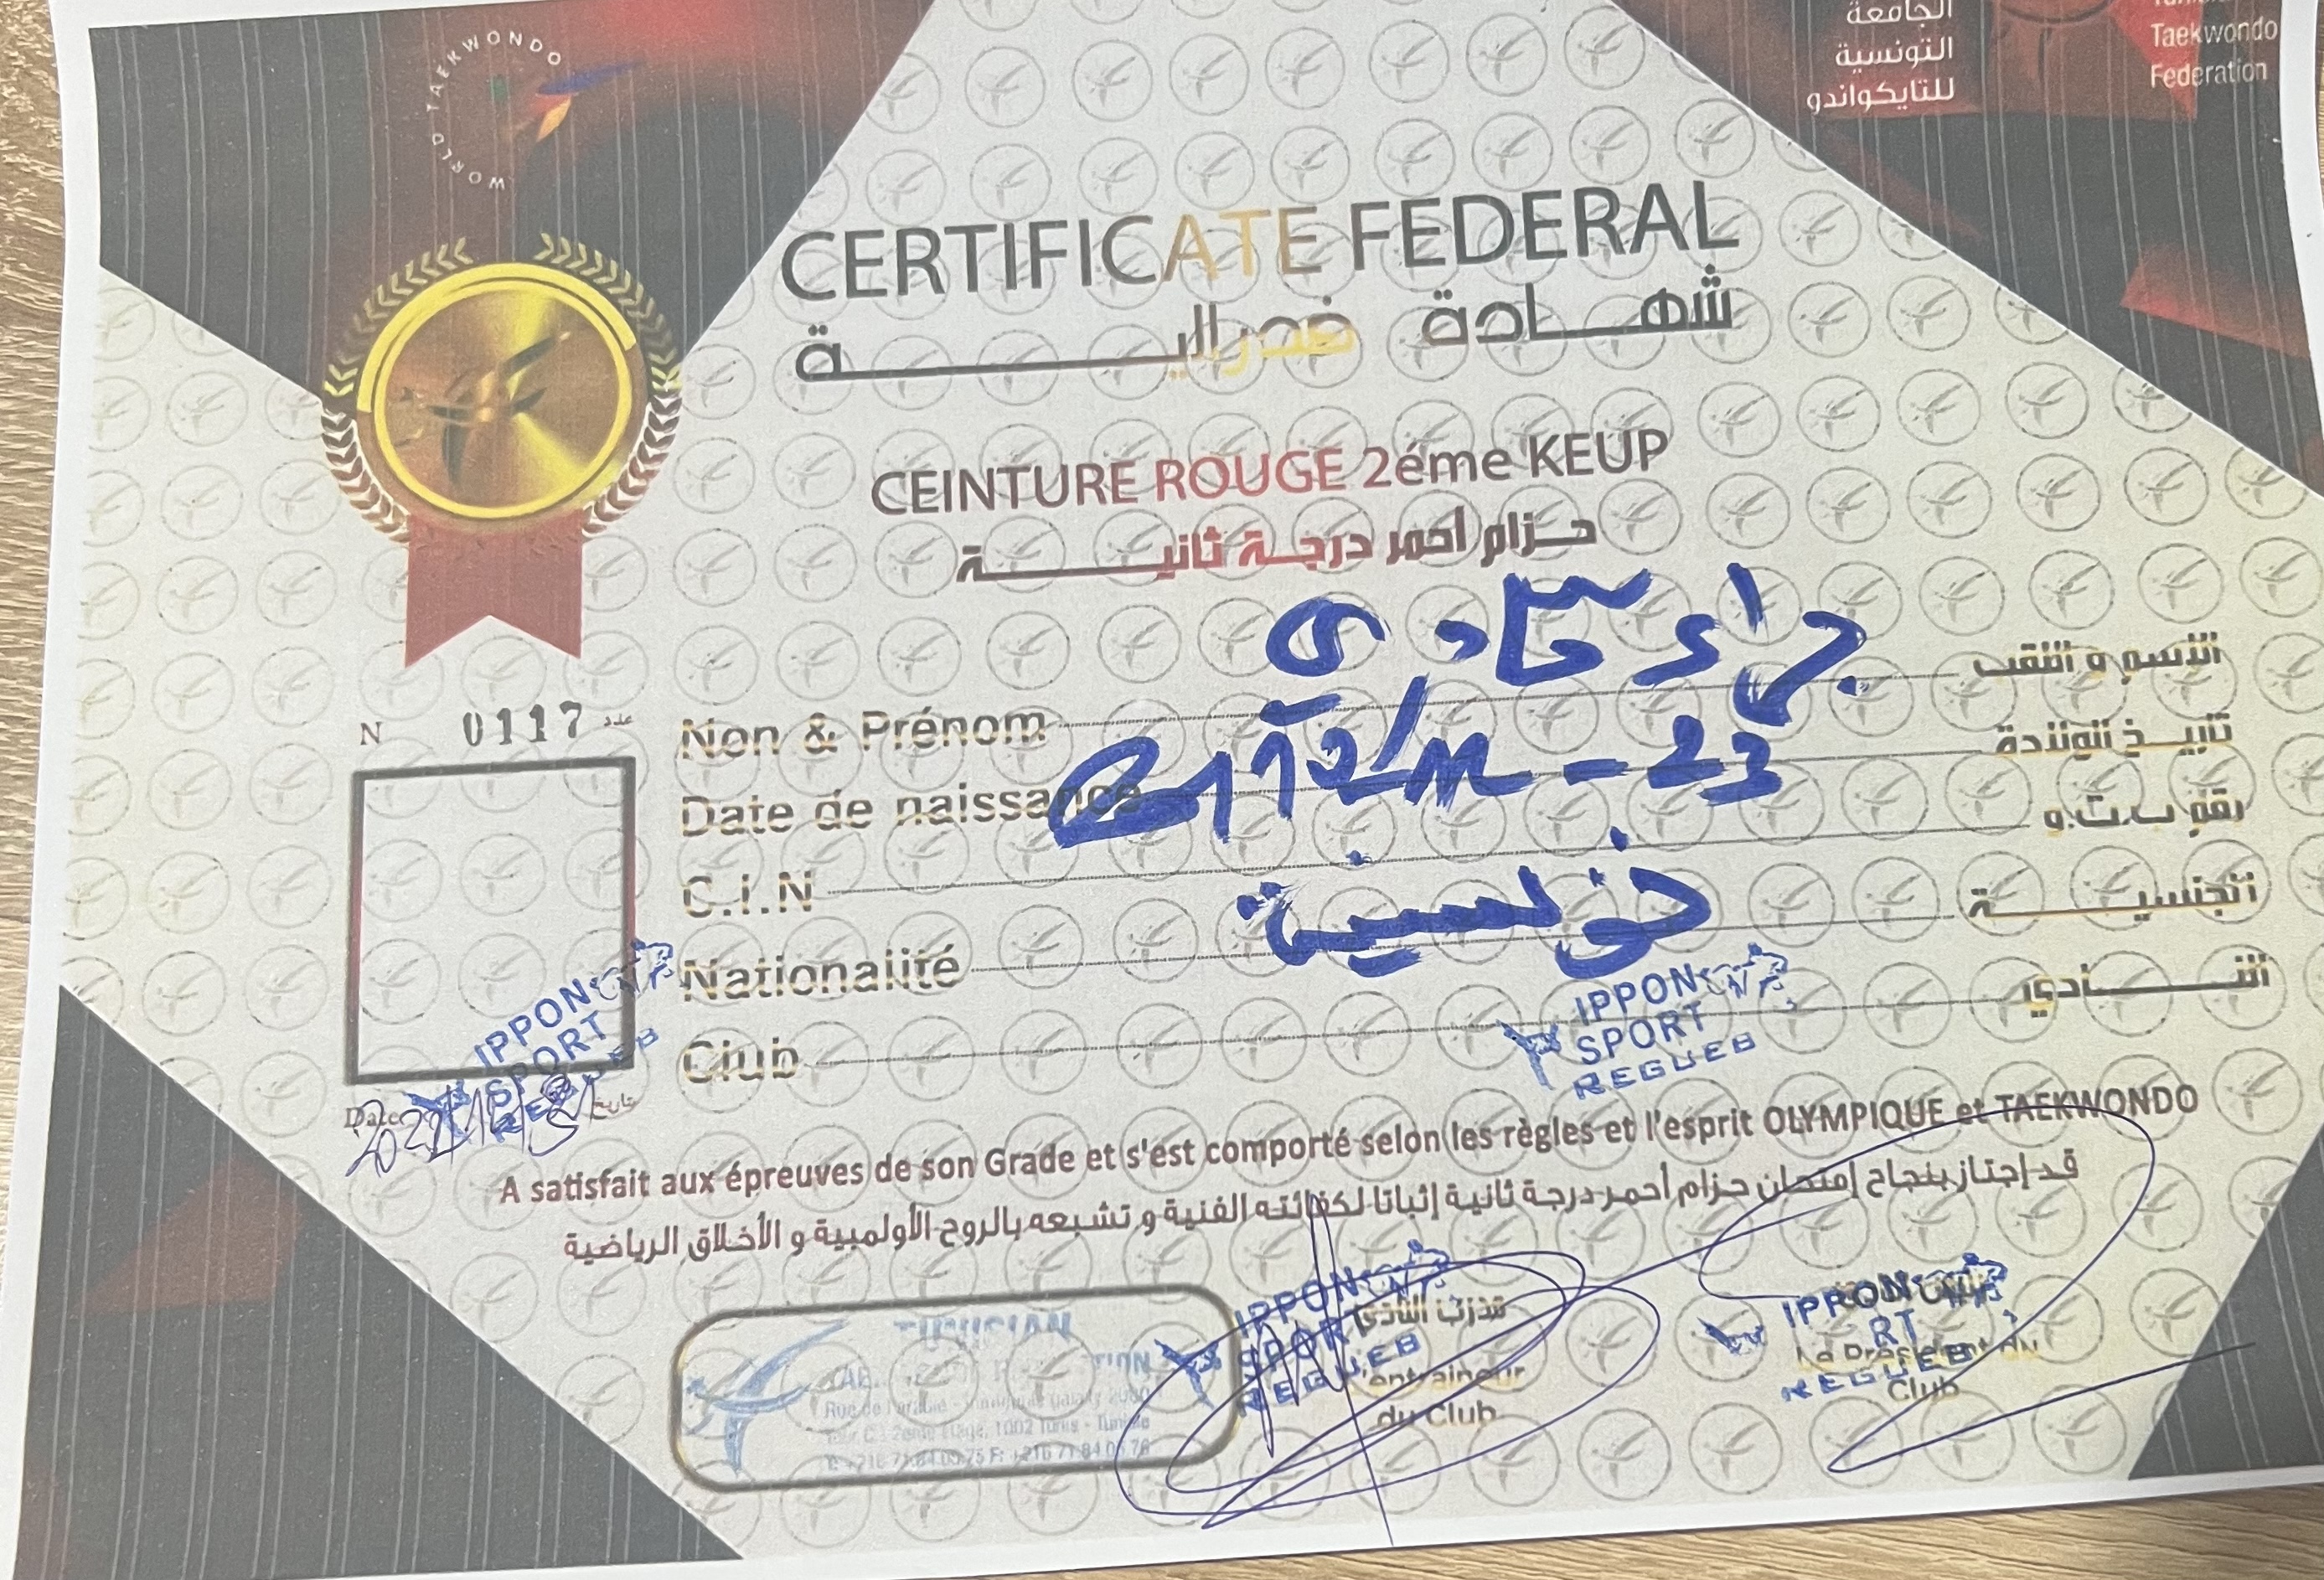 WORLD TAEKWONDO
الجامعة
التونسية
للتايكواندو
Taekwondo
Federation
CERTIFICATE FEDERAL
شهادة فدرالية
CEINTURE ROUGE 2éme KEUP
حزام أحمر درجة ثانية
N 0117 عدد
Non & Prénom الاسم و اللقب
Date de naissance تاريخ الولادة
C.I.N رقم ب.ت.و
Nationalité تونسية الجنسية
Club IPPON SPORT REGUEB النادي
IPPON
SPORT
REGUEB
Date تاريخ
A satisfait aux épreuves de son Grade et s'est comporté selon les règles et l'esprit OLYMPIQUE et TAEKWONDO
قد إجتاز بنجاح إمتحان حزام أحمر درجة ثانية إثباتا لكفائته الفنية و تشبعه بالروح الأولمبية و الأخلاق الرياضية
TUNISIAN
IPPON
SPORT
REGUEB
مدرب النادي
L'entraineur
du Club
IPPON
REGUEB
Le Président du
Club